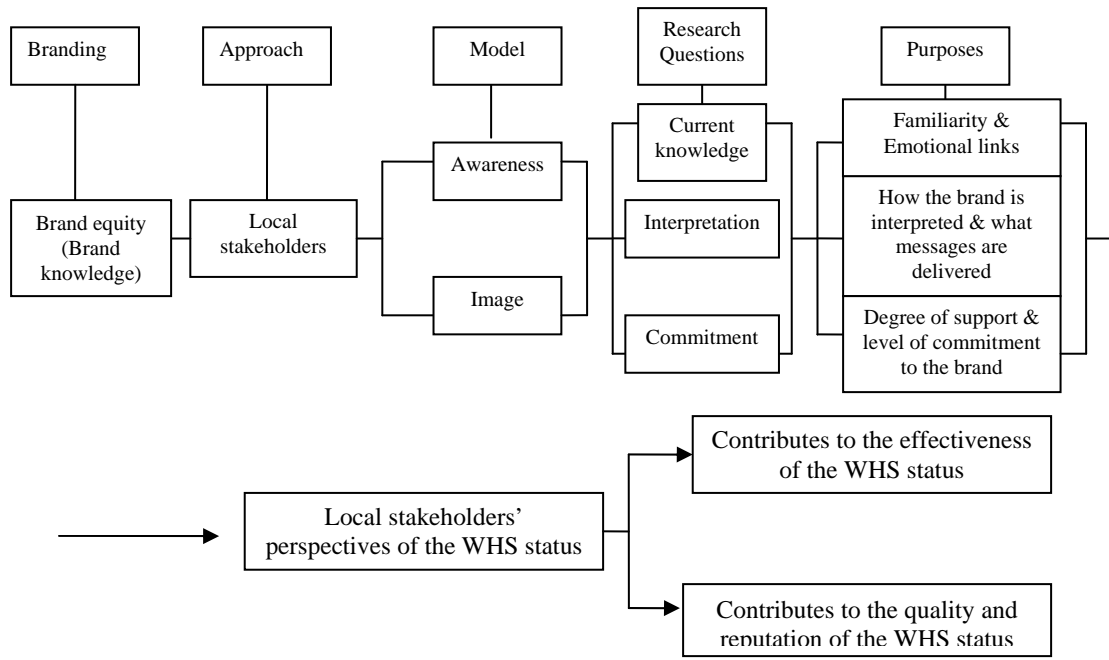 Branding
Approach
Model
Research
Questions
Purposes
Brand equity
(Brand
knowledge)
Local
stakeholders
Awareness
Image
Current
knowledge
Interpretation
Commitment
Familiarity &
Emotional links
How the brand is
interpreted & what
messages are
delivered
Degree of support &
level of commitment
to the brand
Local stakeholders’
perspectives of the WHS status
Contributes to the effectiveness
of the WHS status
Contributes to the quality and
reputation of the WHS status